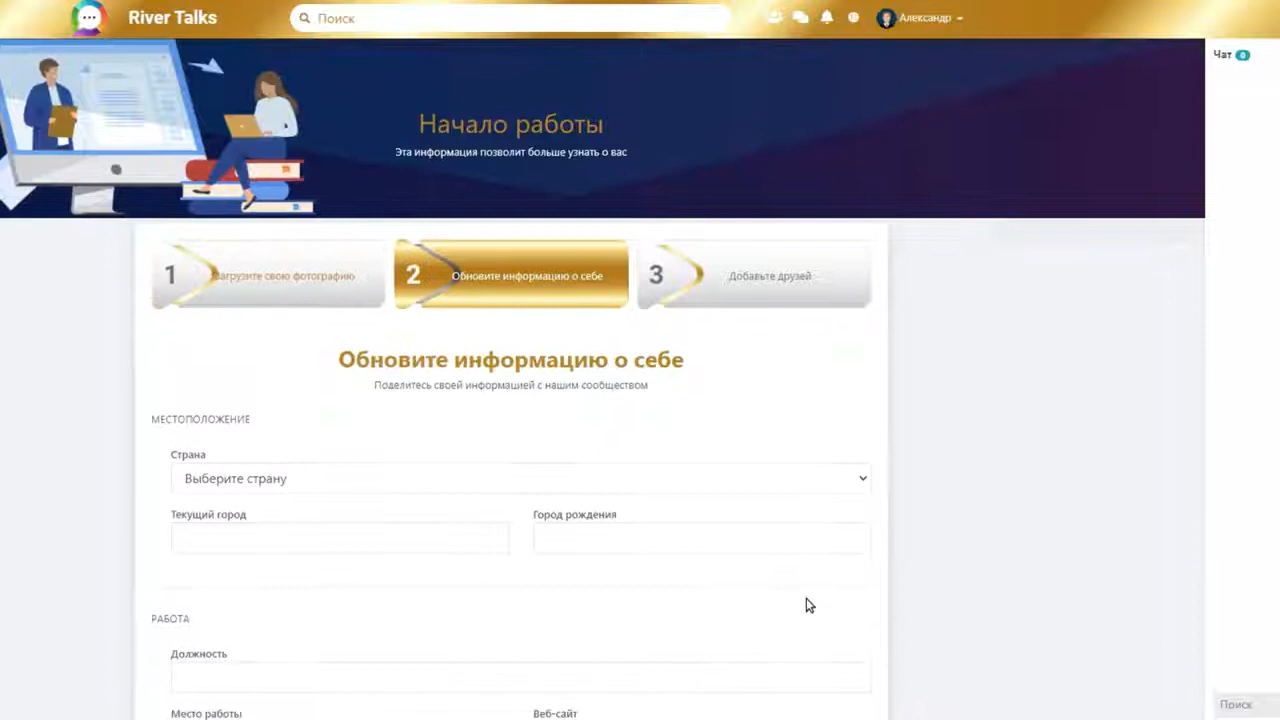 River Talks
Поиск
Александр
Чат 0
Начало работы
Эта информация позволит больше узнать о вас
1 Загрузите свою фотографию
2 Обновите информацию о себе
3 Добавьте друзей
Обновите информацию о себе
Поделитесь своей информацией с нашим сообществом
МЕСТОПОЛОЖЕНИЕ
Страна
Выберите страну
Текущий город
Город рождения
РАБОТА
Должность
Место работы
Веб-сайт
Поиск